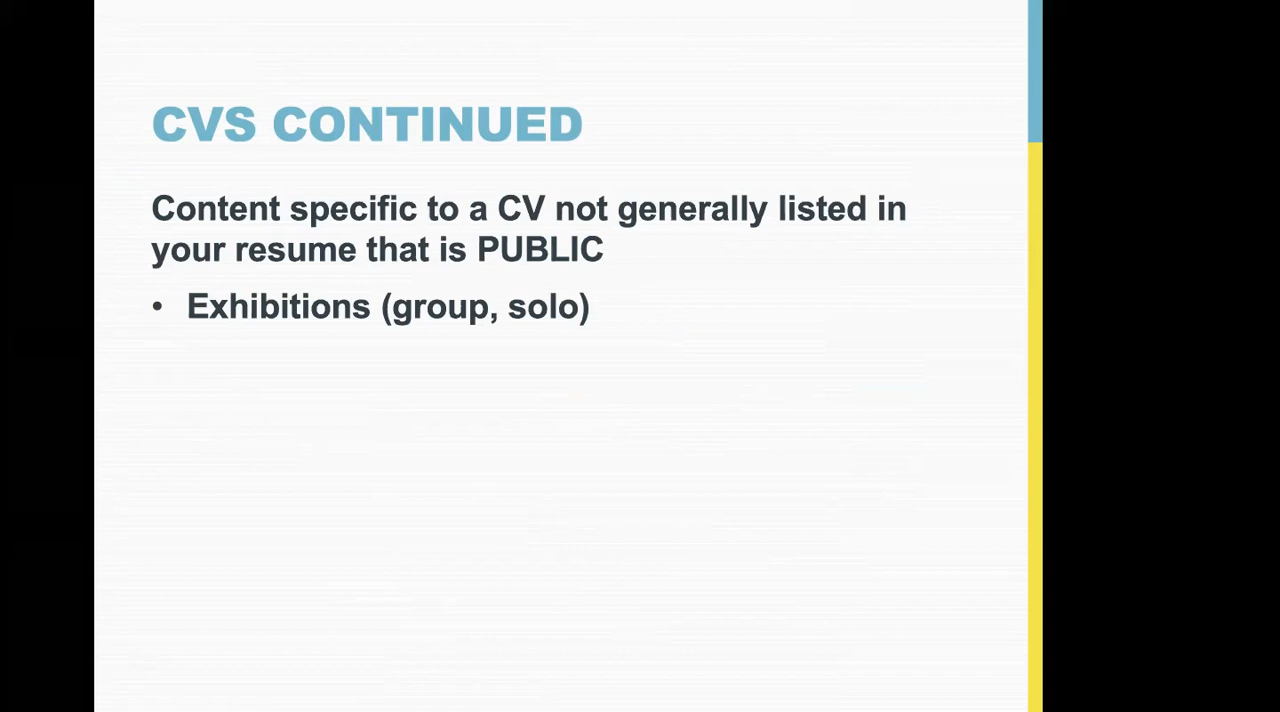 CVS CONTINUED
Content specific to a CV not generally listed in
your resume that is PUBLIC
• Exhibitions (group, solo)